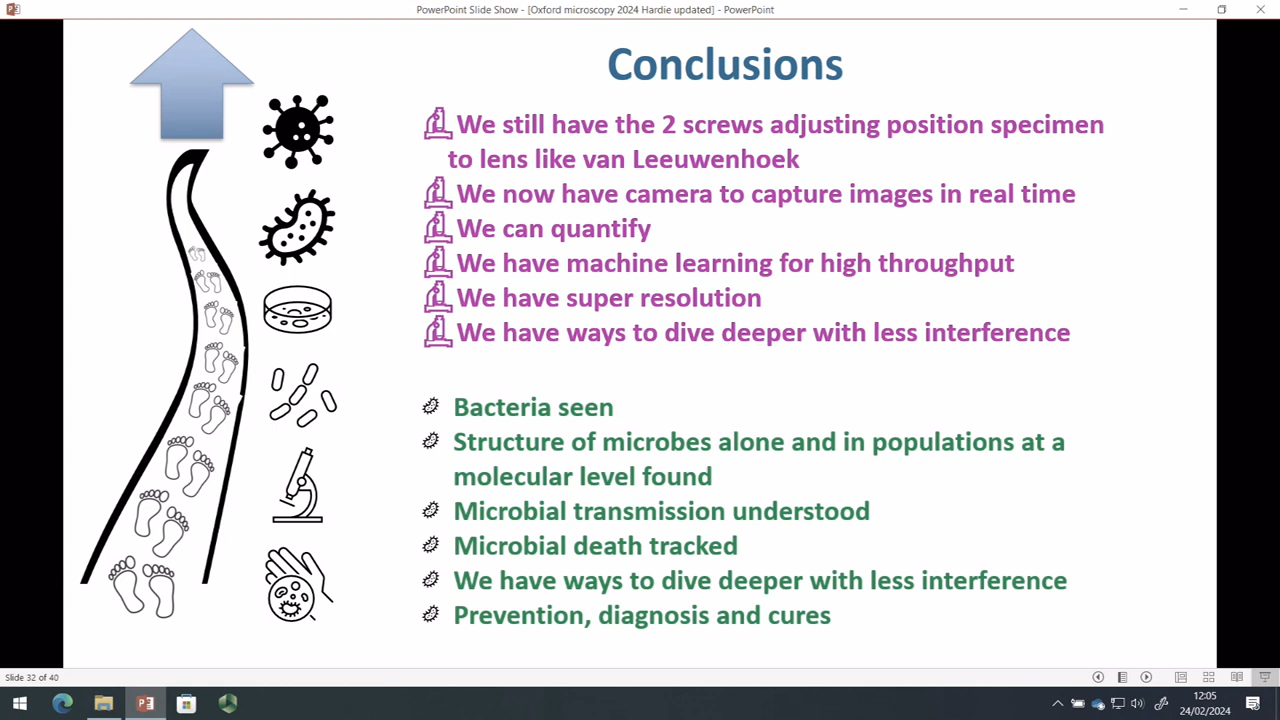 PowerPoint Slide Show - [Oxford microscopy 2024 Hardie updated] - PowerPoint
Conclusions
We still have the 2 screws adjusting position specimen
to lens like van Leeuwenhoek
We now have camera to capture images in real time
We can quantify
We have machine learning for high throughput
We have super resolution
We have ways to dive deeper with less interference
Bacteria seen
Structure of microbes alone and in populations at a
molecular level found
Microbial transmission understood
Microbial death tracked
We have ways to dive deeper with less interference
Prevention, diagnosis and cures
Slide 32 of 40
12:05
24/02/2024